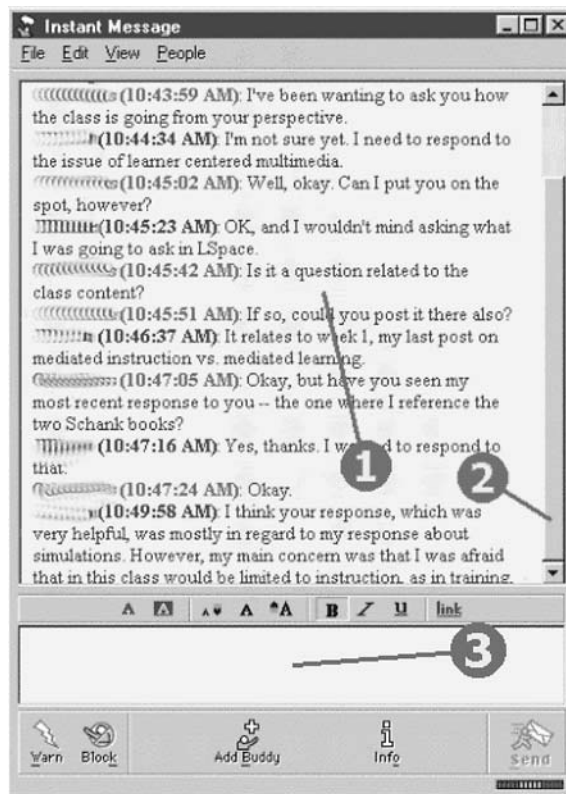 Instant Message
File Edit View People
(10:43:59 AM): I've been wanting to ask you how
the class is going from your perspective.
(10:44:34 AM): I'm not sure yet. I need to respond to
the issue of learner centered multimedia.
(10:45:02 AM): Well, okay. Can I put you on the
spot, however?
(10:45:23 AM): OK, and I wouldn't mind asking what
I was going to ask in LSpace.
(10:45:42 AM): Is it a question related to the
class content?
(10:45:51 AM): If so, could you post it there also?
(10:46:37 AM): It relates to week 1, my last post on
mediated instruction vs. mediated learning.
(10:47:05 AM): Okay, but have you seen my
most recent response to you -- the one where I reference the
two Schank books?
(10:47:16 AM): Yes, thanks. I to respond to
that.
(10:47:24 AM): Okay.
(10:49:58 AM): I think your response, which was
very helpful, was mostly in regard to my response about
simulations. However, my main concern was that I was afraid
that in this class would be limited to instruction, as in training,
1
2
A A A A A B I U link
3
Warn Block Add Buddy Info Send